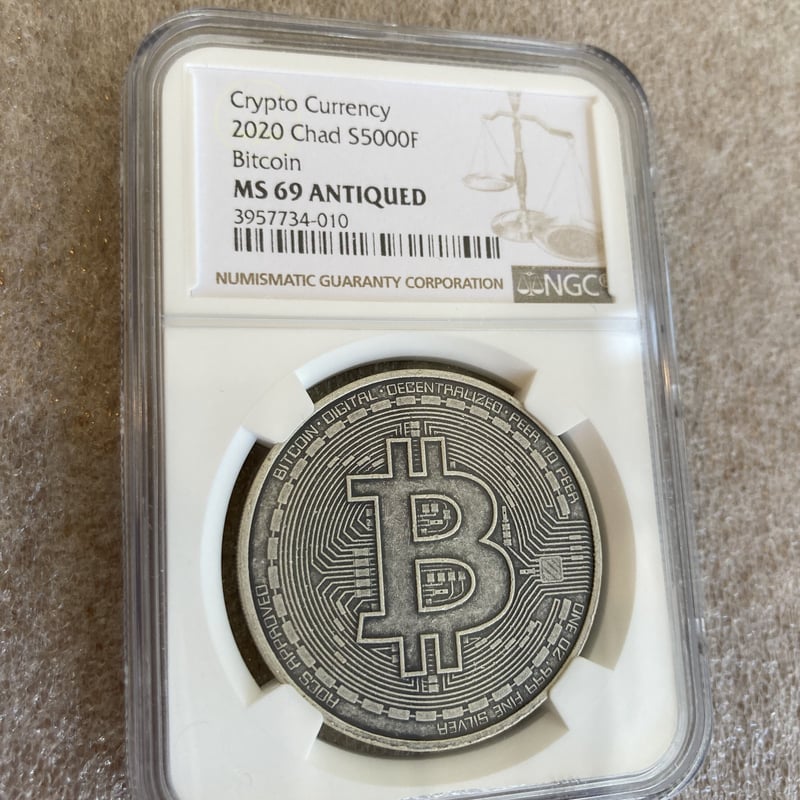 Crypto Currency
2020 Chad S5000F
Bitcoin
MS 69 ANTIQUED
3957734-010
NUMISMATIC GUARANTY CORPORATION
NGC
BITCOIN · DIGITAL · DECENTRALIZED · PEER TO PEER
ONE OZ .999 FINE SILVER
AOCS APPROVED